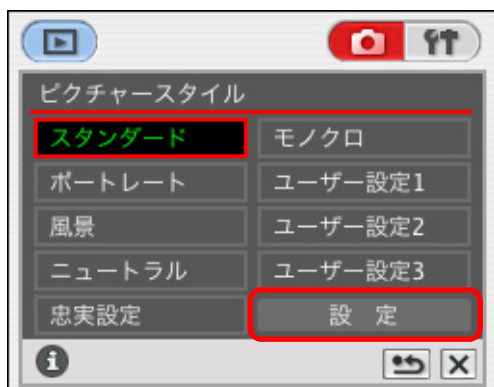 ピクチャースタイル
スタンダード モノクロ
ポートレート ユーザー設定1
風景 ユーザー設定2
ニュートラル ユーザー設定3
忠実設定 設 定